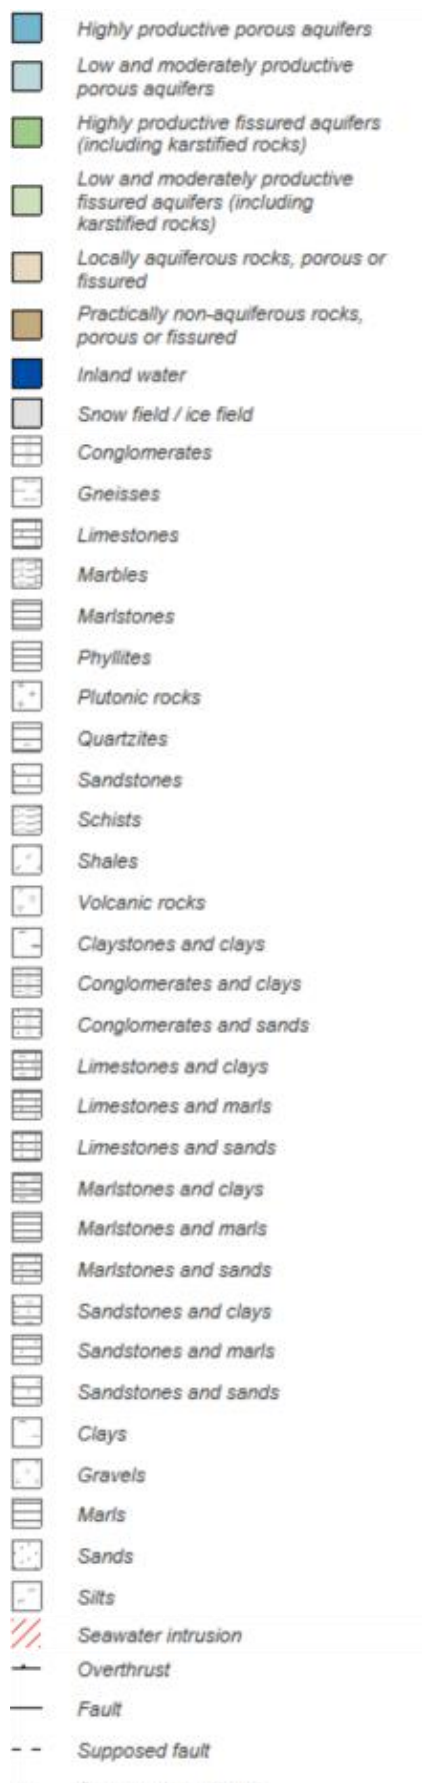 Highly productive porous aquifers
Low and moderately productive
porous aquifers
Highly productive fissured aquifers
(including karstified rocks)
Low and moderately productive
fissured aquifers (including
karstified rocks)
Locally aquiferous rocks, porous or
fissured
Practically non-aquiferous rocks,
porous or fissured
Inland water
Snow field / ice field
Conglomerates
Gneisses
Limestones
Marbles
Marlstones
Phyllites
Plutonic rocks
Quartzites
Sandstones
Schists
Shales
Volcanic rocks
Claystones and clays
Conglomerates and clays
Conglomerates and sands
Limestones and clays
Limestones and marls
Limestones and sands
Marlstones and clays
Marlstones and marls
Marlstones and sands
Sandstones and clays
Sandstones and marls
Sandstones and sands
Clays
Gravels
Marls
Sands
Silts
Seawater intrusion
Overthrust
Fault
Supposed fault